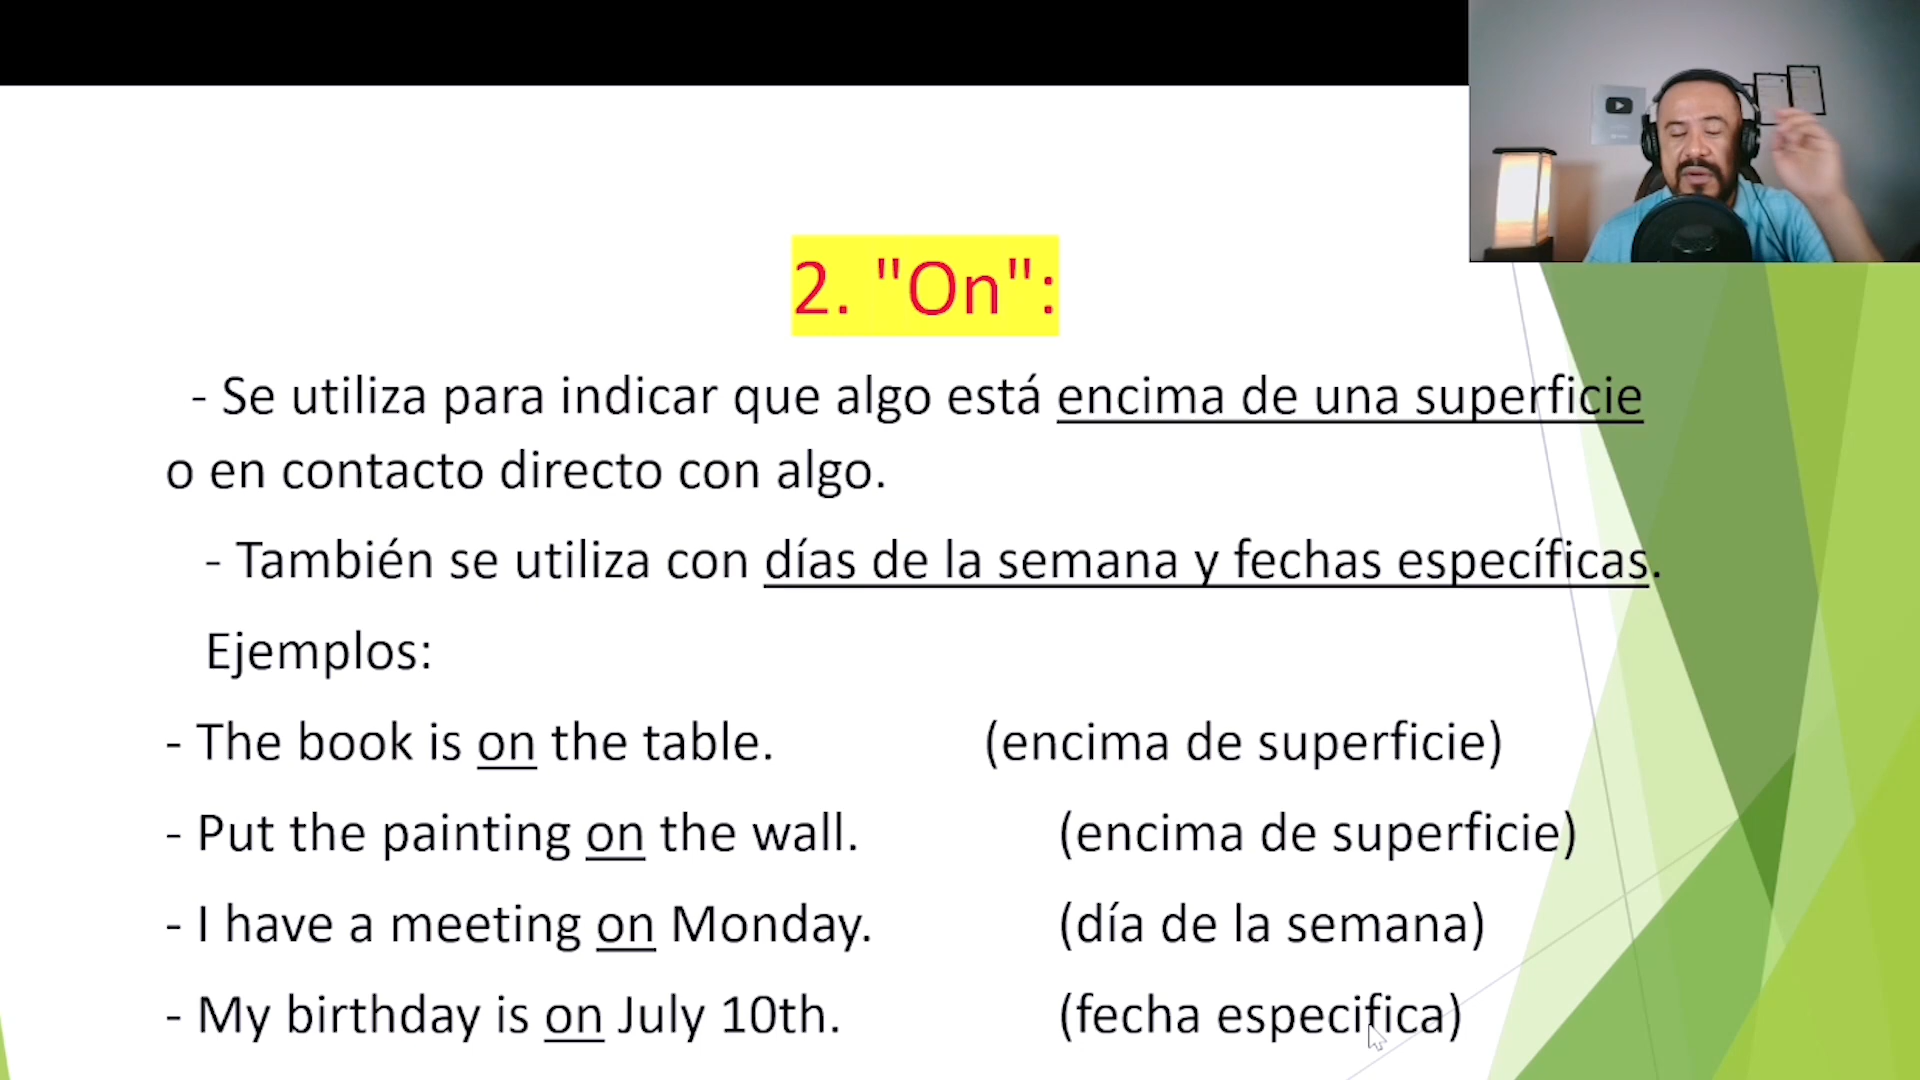 2. "On":
- Se utiliza para indicar que algo está encima de una superficie
o en contacto directo con algo.
- También se utiliza con días de la semana y fechas específicas.
Ejemplos:
- The book is on the table. (encima de superficie)
- Put the painting on the wall. (encima de superficie)
- I have a meeting on Monday. (día de la semana)
- My birthday is on July 10th. (fecha especifica)